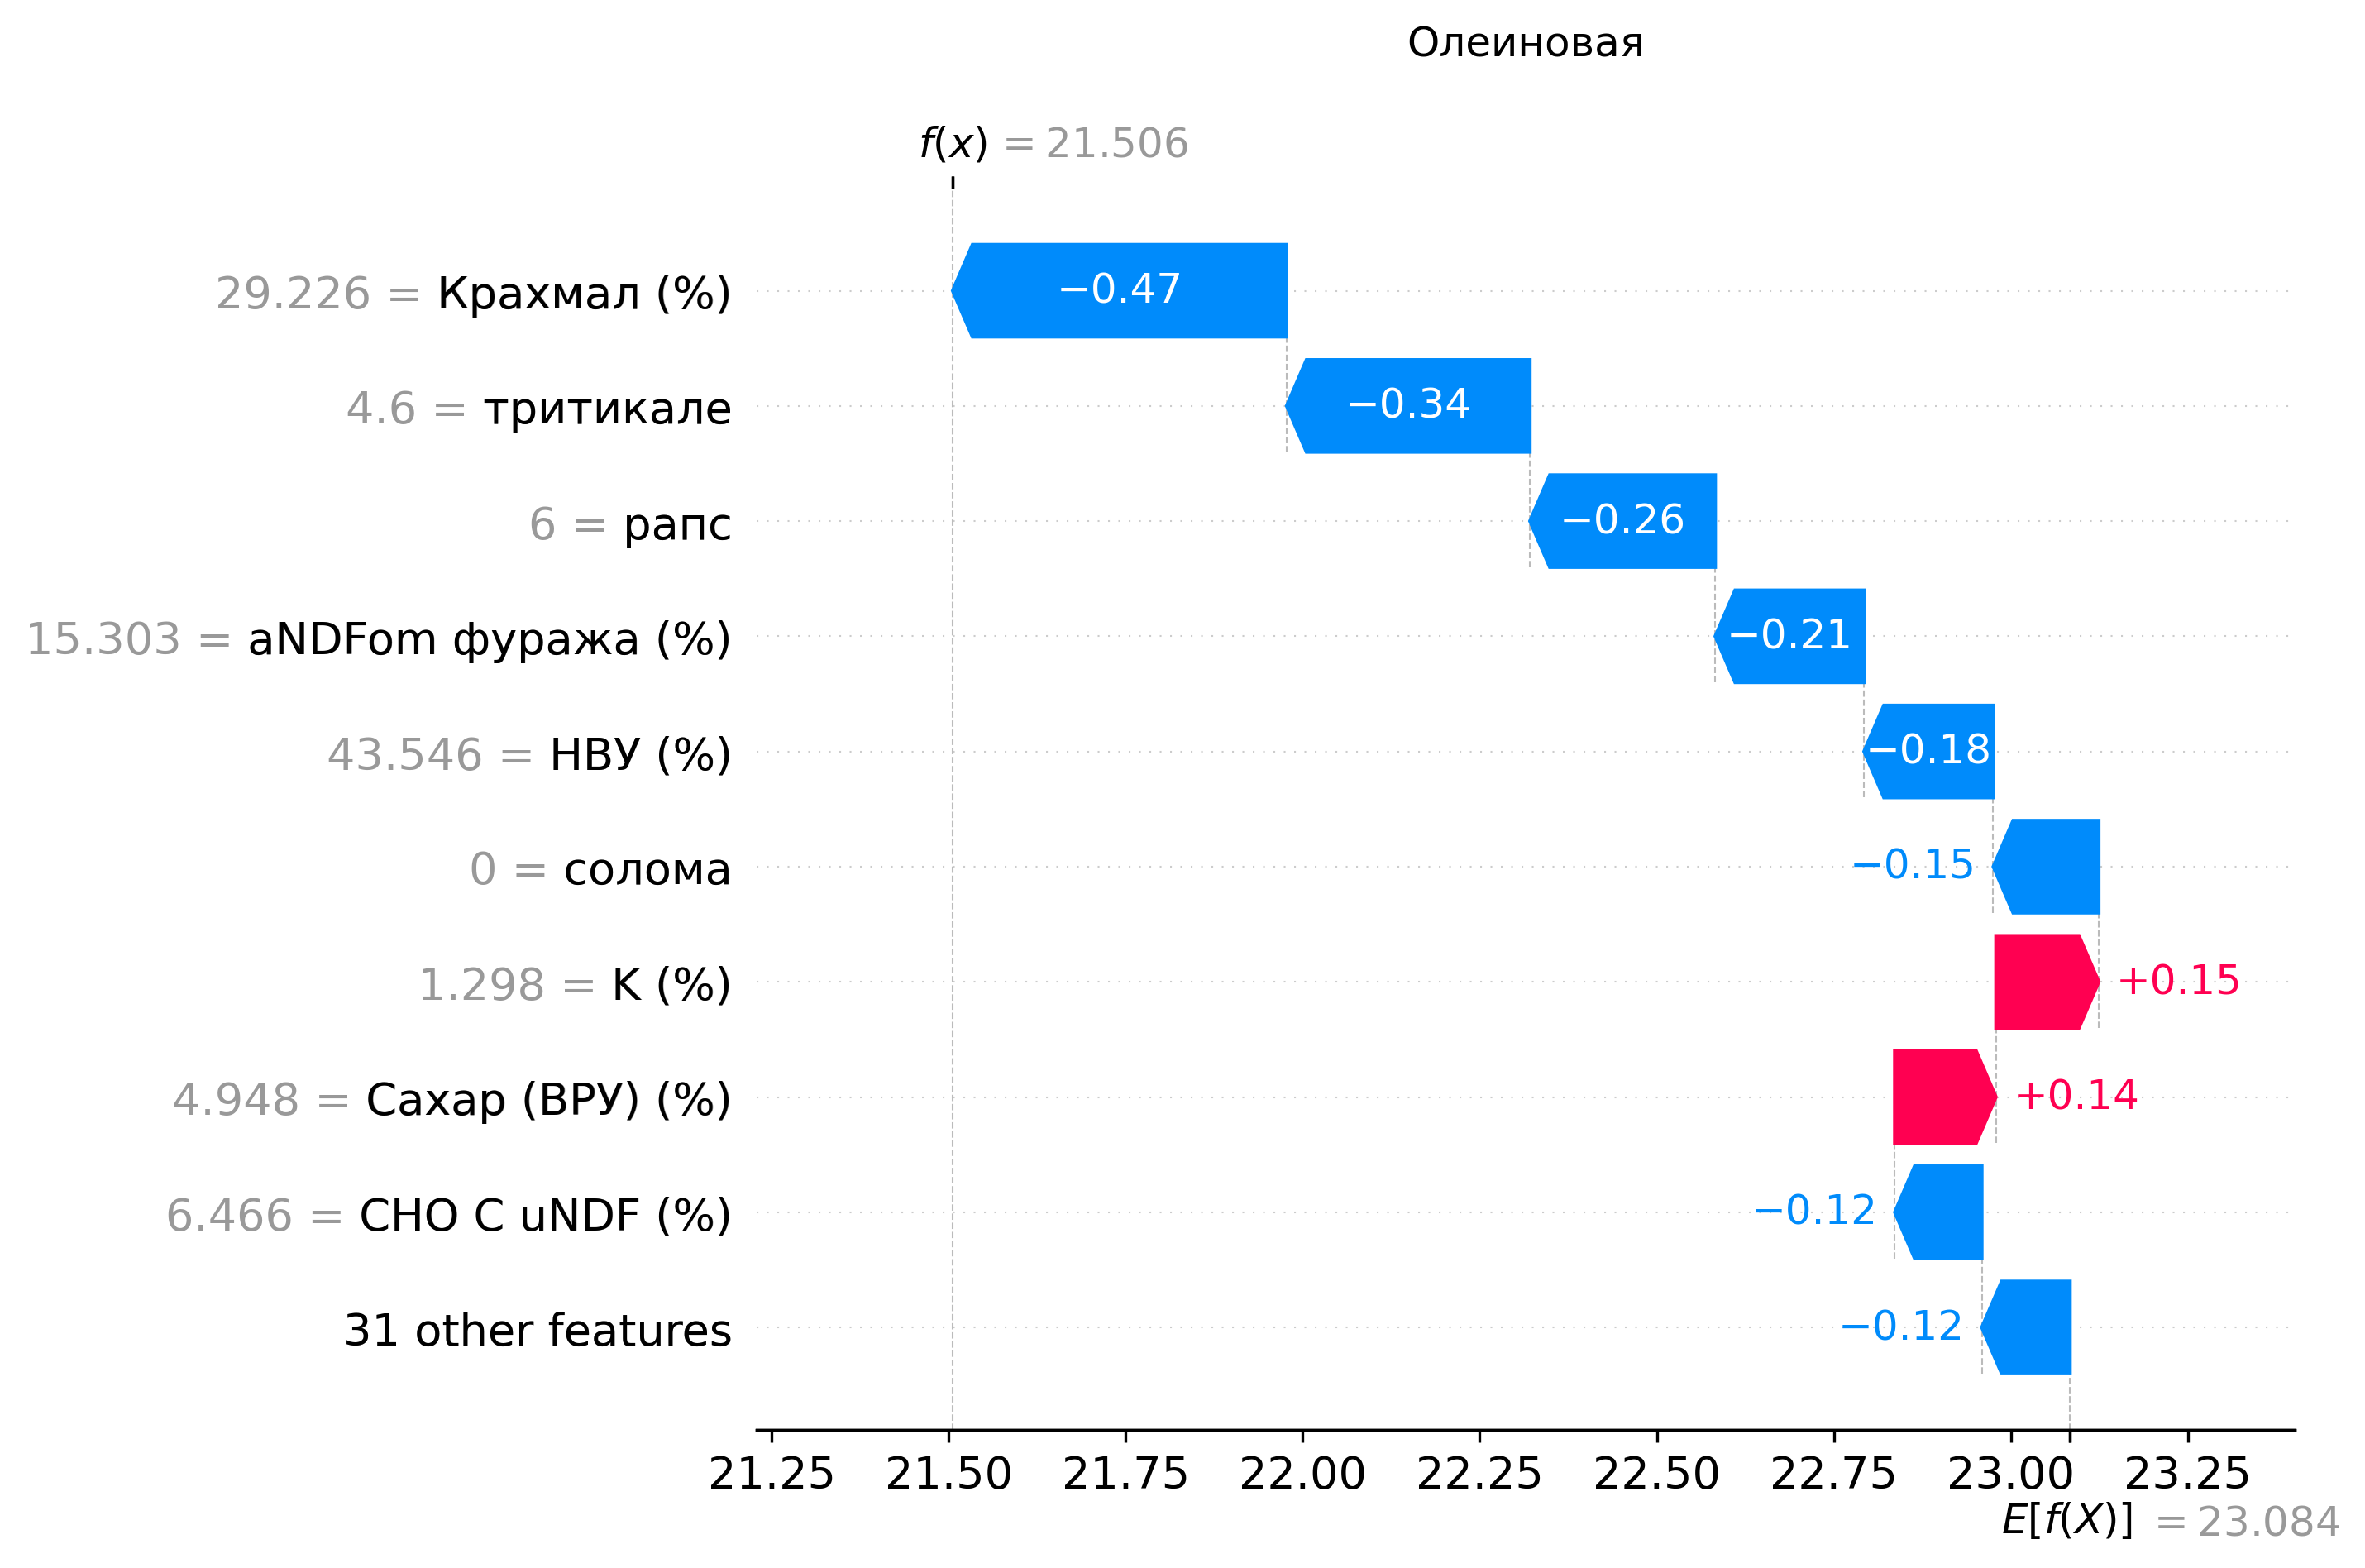 Олеиновая
f(x) = 21.506
29.226 = Крахмал (%)
−0.47
4.6 = тритикале
−0.34
6 = рапс
−0.26
15.303 = aNDFom фуража (%)
−0.21
43.546 = НВУ (%)
−0.18
0 = солома
−0.15
1.298 = K (%)
+0.15
4.948 = Сахар (ВРУ) (%)
+0.14
6.466 = CHO C uNDF (%)
−0.12
31 other features
−0.12
21.25 21.50 21.75 22.00 22.25 22.50 22.75 23.00 23.25
E[f(X)] = 23.084